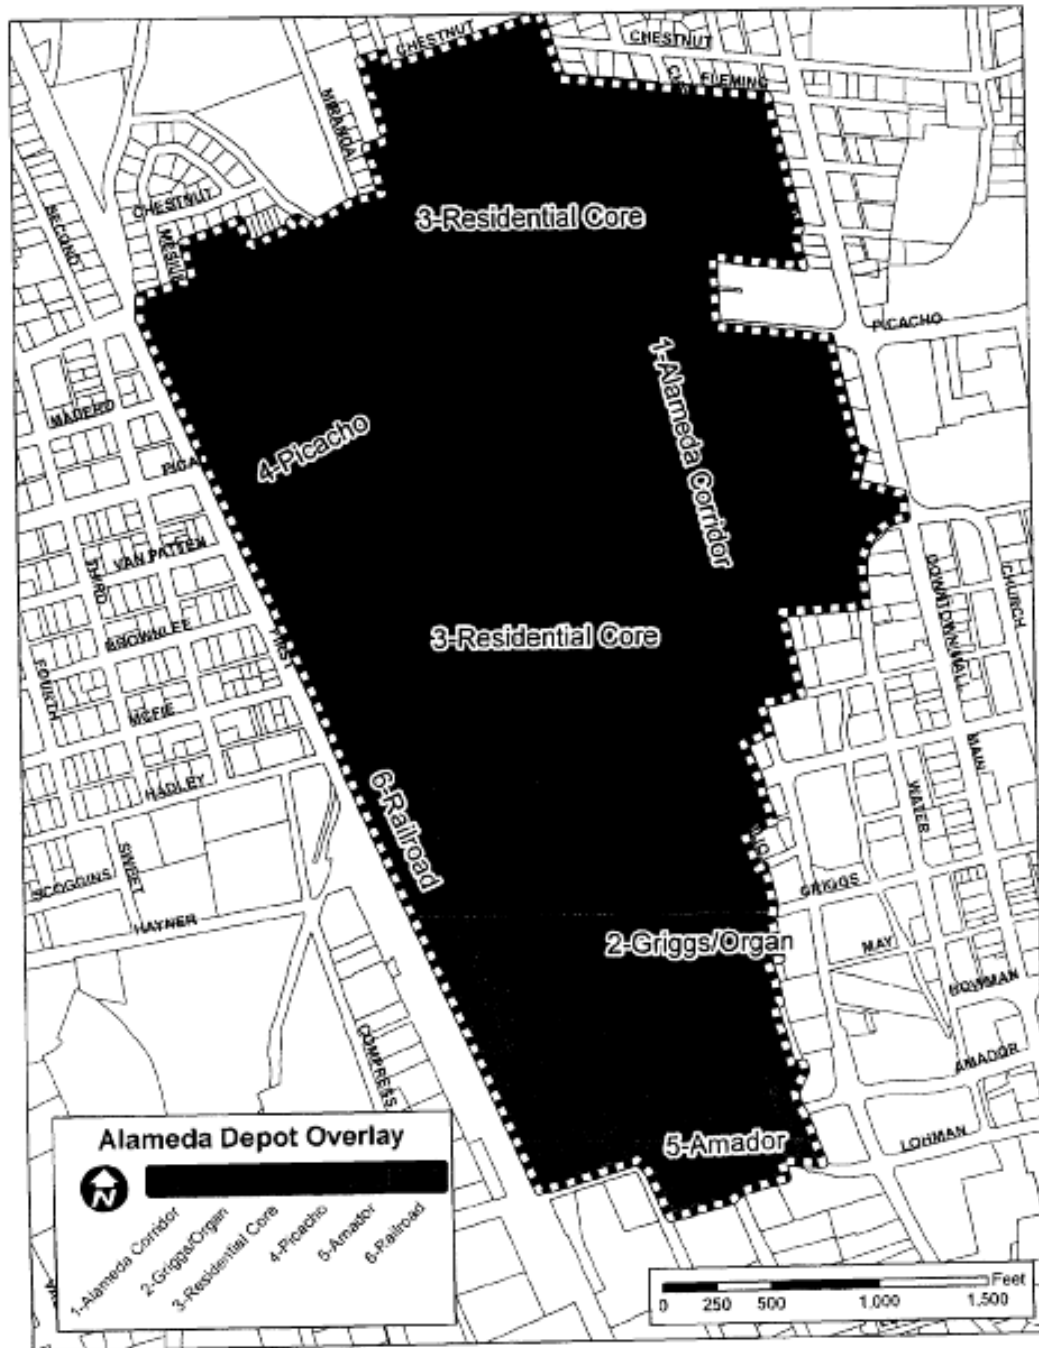 CHESTNUT
CHESTNUT
FLEMING
MIRANDA
CHESTNUT
SECOND
3-Residential Core
PICACHO
1-Alameda Corridor
MADERO
4-Picacho
PICA
VAN PATTEN
THIRD
DOWNTOWN MALL
CHURCH
BROWNLEE
3-Residential Core
FOURTH
MCFIE
MAIN
HADLEY
6-Railroad
WATER
SWEET
SCOGGINS
GRIGGS
HAYNER
2-Griggs/Organ
MAY
BOWMAN
COMPRESS
AMADOR
LOHMAN
5-Amador
Alameda Depot Overlay
N
1-Alameda Corridor
2-Griggs/Organ
3-Residential Core
4-Picacho
5-Amador
6-Railroad
Feet
0 250 500 1,000 1,500